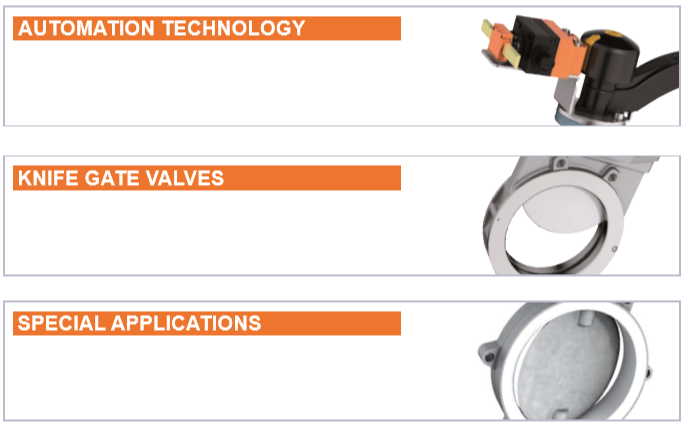 AUTOMATION TECHNOLOGY
KNIFE GATE VALVES
SPECIAL APPLICATIONS